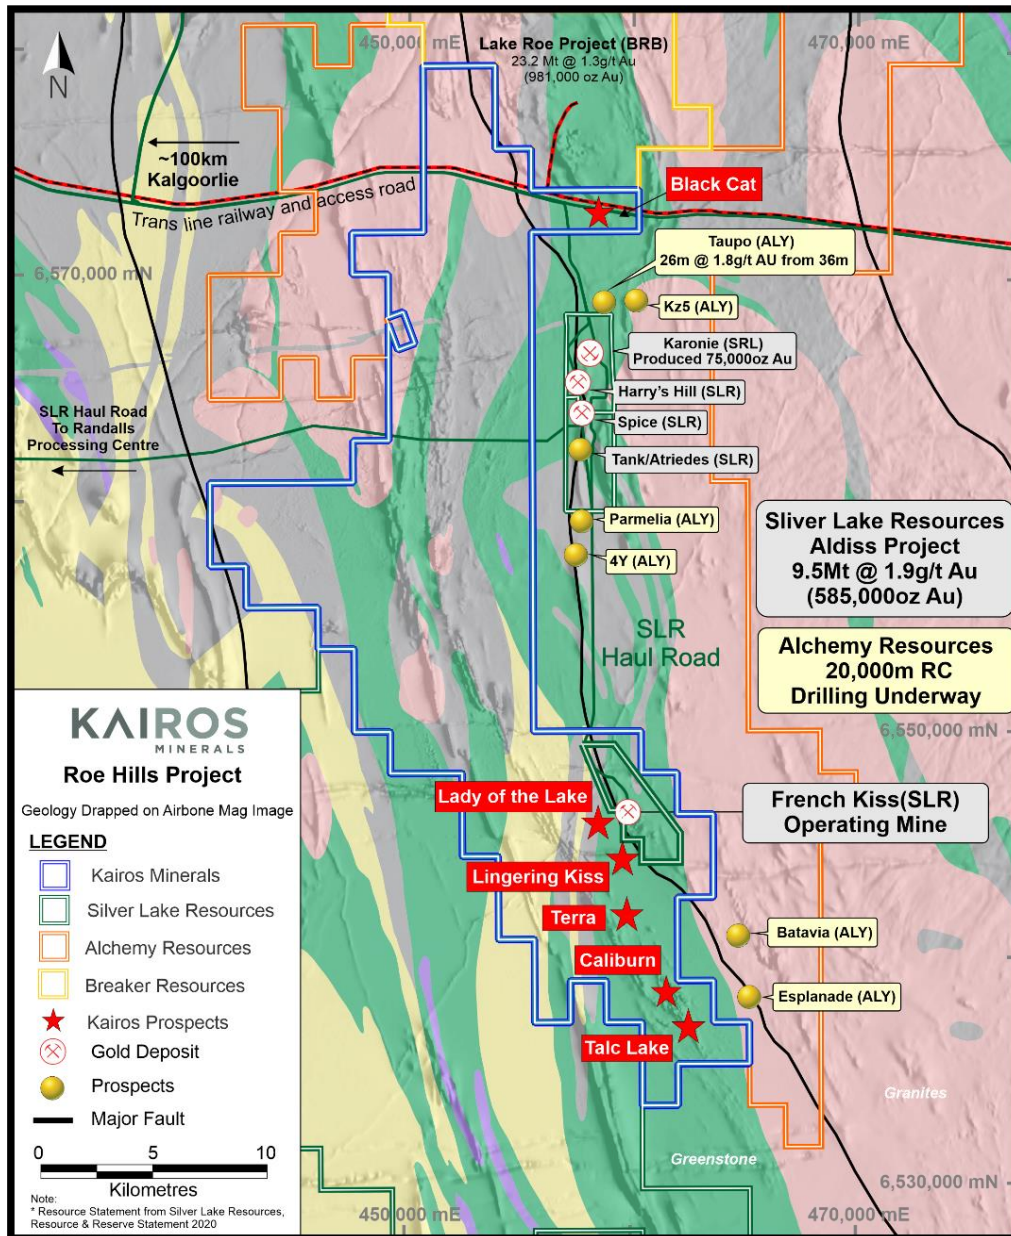 450,000 mE
470,000 mE
Lake Roe Project (BRB)
23.2 Mt @ 1.3g/t Au
(981,000 oz Au)
N
~100km
Kalgoorlie
Trans line railway and access road
Black Cat
Taupo (ALY)
26m @ 1.8g/t AU from 36m
6,570,000 mN
Kz5 (ALY)
Karonie (SRL)
Produced 75,000oz Au
Harry's Hill (SLR)
Spice (SLR)
SLR Haul Road
To Randalls
Processing Centre
Tank/Atriedes (SLR)
Parmelia (ALY)
4Y (ALY)
Sliver Lake Resources
Aldiss Project
9.5Mt @ 1.9g/t Au
(585,000oz Au)
SLR
Haul Road
Alchemy Resources
20,000m RC
Drilling Underway
6,550,000 mN
KAIROS
MINERALS
Roe Hills Project
Geology Drapped on Airbone Mag Image
LEGEND
Kairos Minerals
Silver Lake Resources
Alchemy Resources
Breaker Resources
Kairos Prospects
Gold Deposit
Prospects
Major Fault
0 5 10
Kilometres
Note:
* Resource Statement from Silver Lake Resources,
Resource & Reserve Statement 2020
Lady of the Lake
French Kiss(SLR)
Operating Mine
Lingering Kiss
Terra
Batavia (ALY)
Caliburn
Esplanade (ALY)
Talc Lake
Granites
Greenstone
6,530,000 mN
450,000 mE
470,000 mE